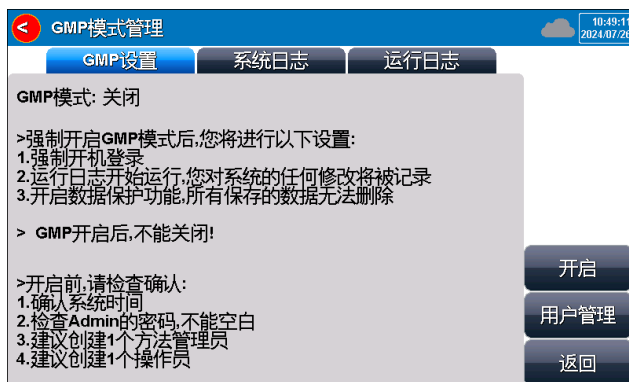 GMP模式管理
10:49:11
2024/07/26
GMP设置
系统日志
运行日志
GMP模式: 关闭
>强制开启GMP模式后,您将进行以下设置:
1.强制开机登录
2.运行日志开始运行,您对系统的任何修改将被记录
3.开启数据保护功能,所有保存的数据无法删除
> GMP开启后,不能关闭!
>开启前,请检查确认:
1.确认系统时间
2.检查Admin的密码,不能空白
3.建议创建1个方法管理员
4.建议创建1个操作员
开启
用户管理
返回